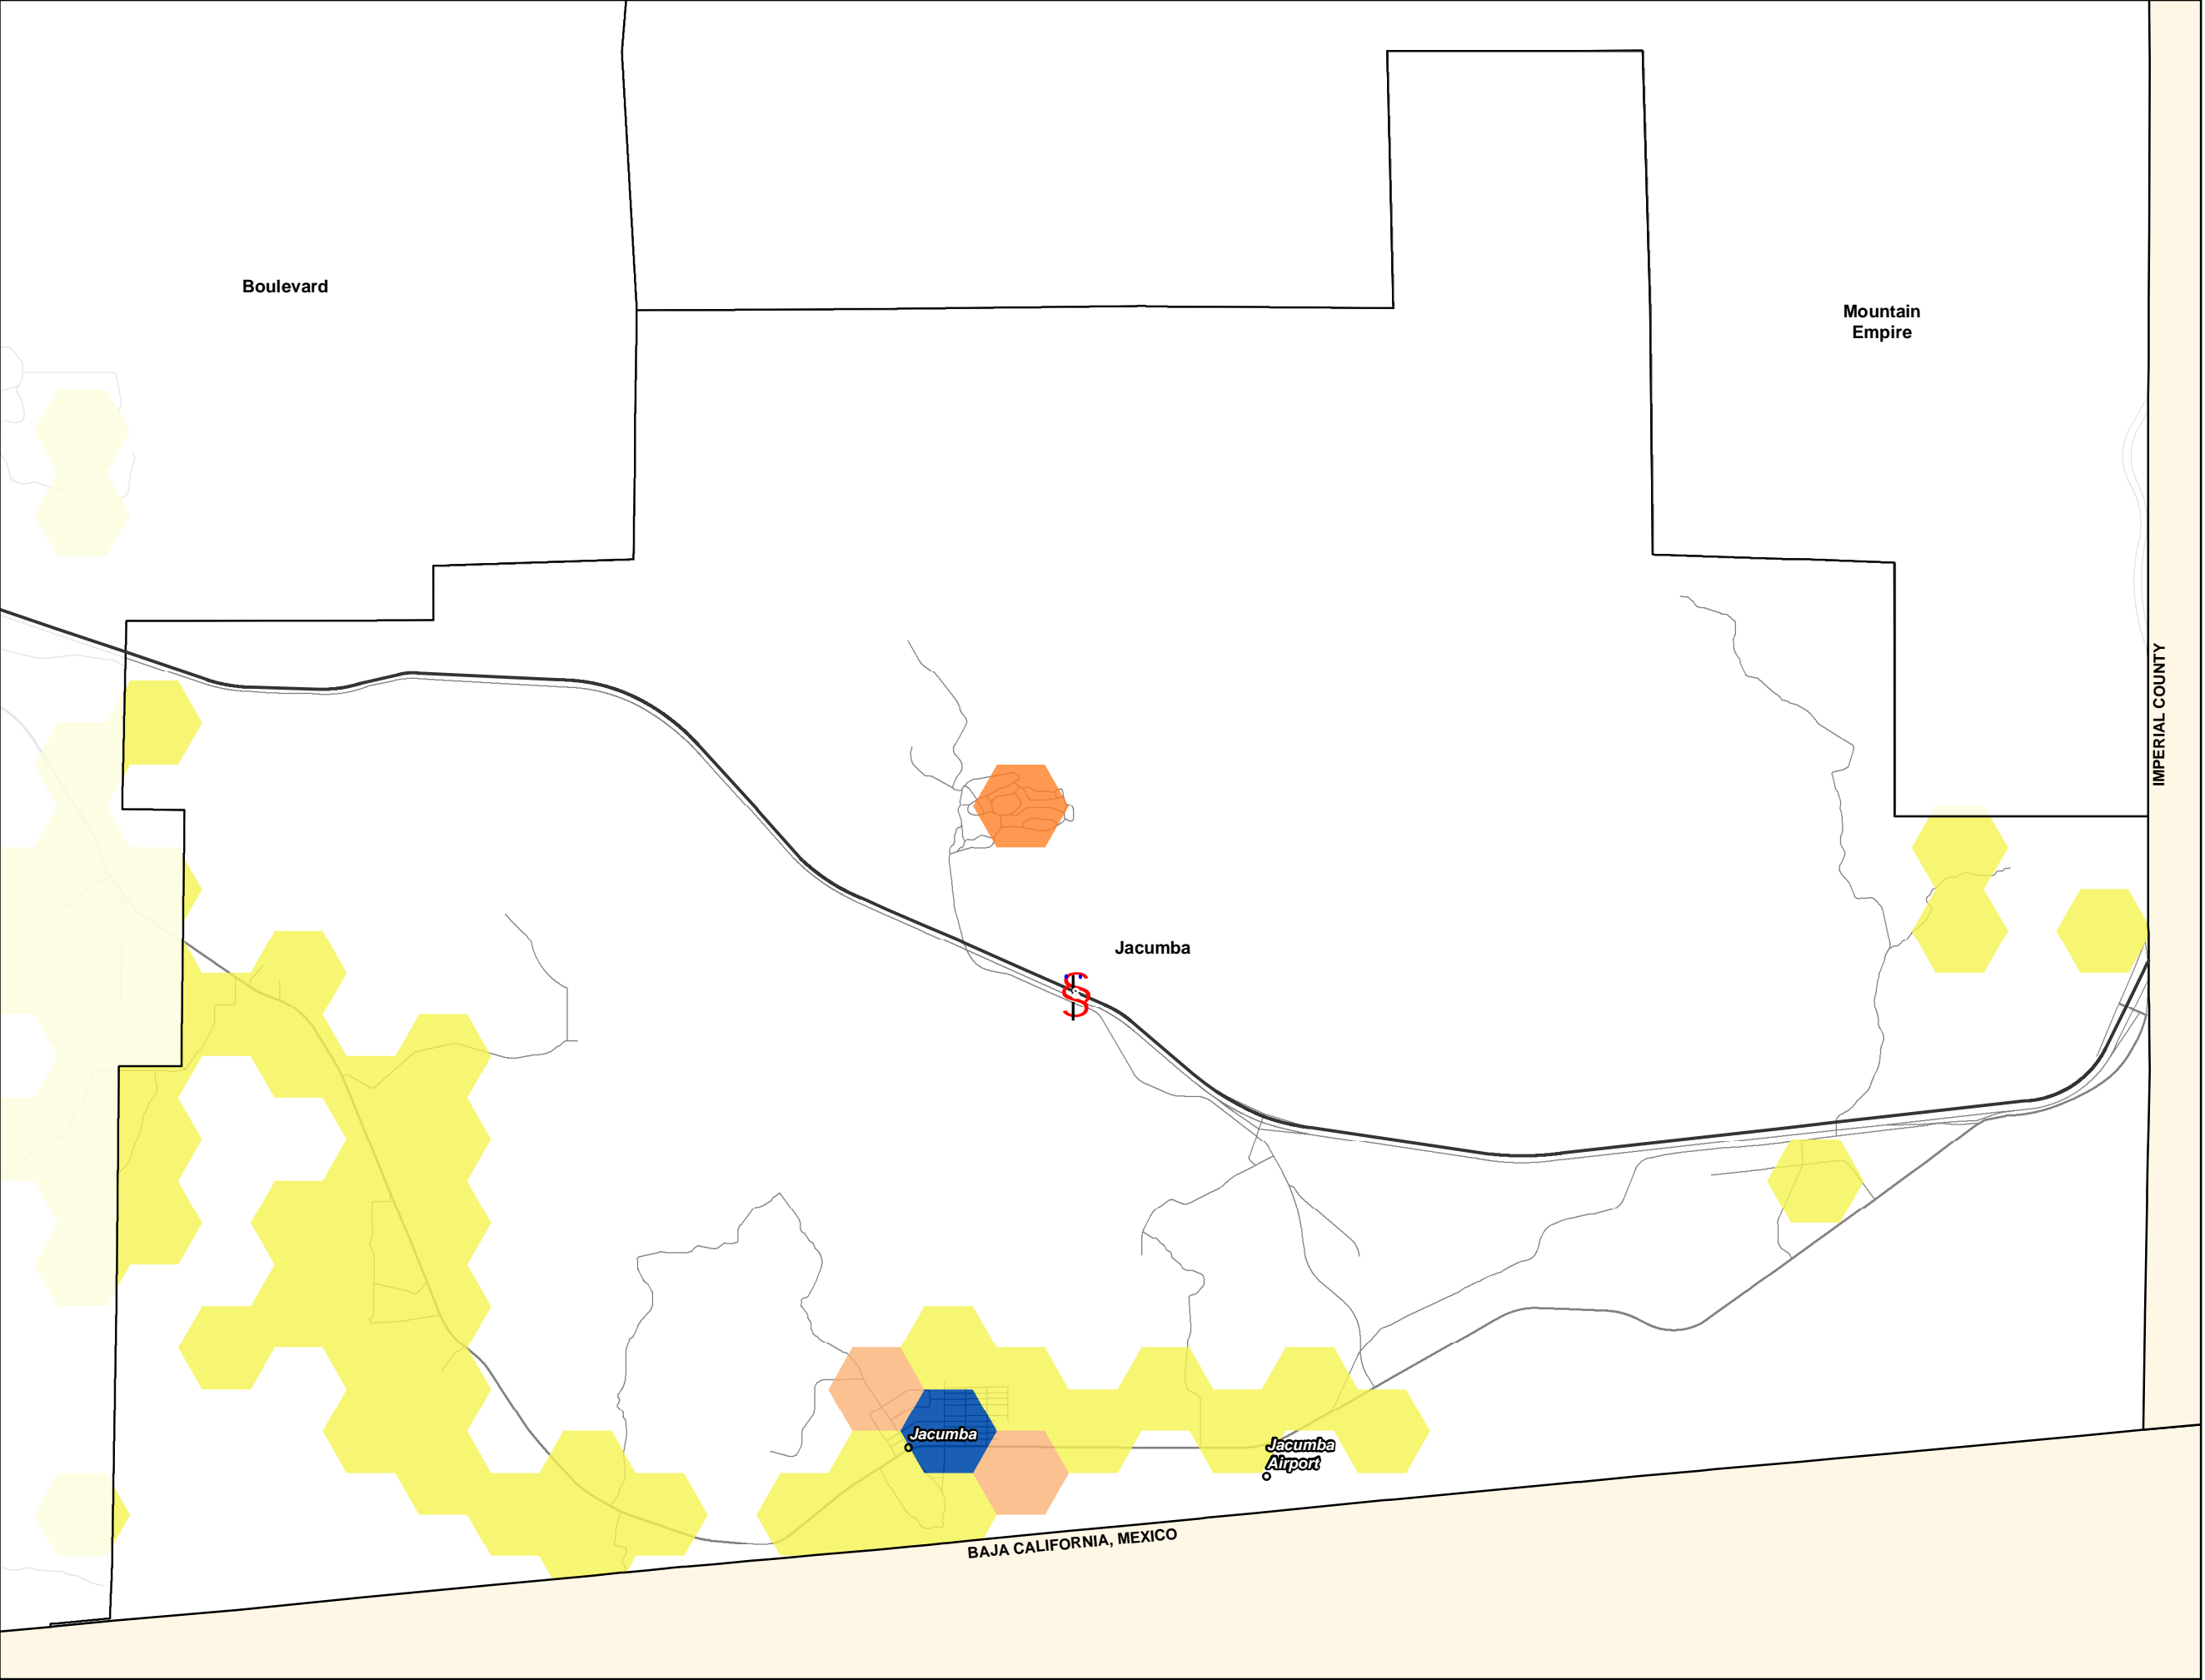 Boulevard
Mountain
Empire
IMPERIAL COUNTY
Jacumba
Jacumba
Jacumba
Airport
BAJA CALIFORNIA, MEXICO